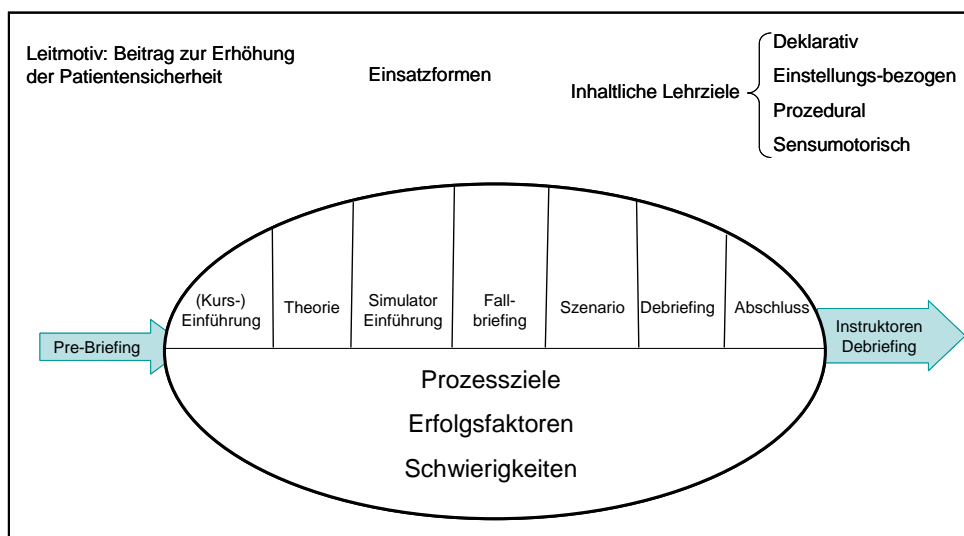 Leitmotiv: Beitrag zur Erhöhung
der Patientensicherheit
Einsatzformen
Inhaltliche Lehrziele
Deklarativ
Einstellungs-bezogen
Prozedural
Sensumotorisch
Pre-Briefing
(Kurs-)
Einführung
Theorie
Simulator
Einführung
Fall-
briefing
Szenario
Debriefing
Abschluss
Instruktoren
Debriefing
Prozessziele
Erfolgsfaktoren
Schwierigkeiten